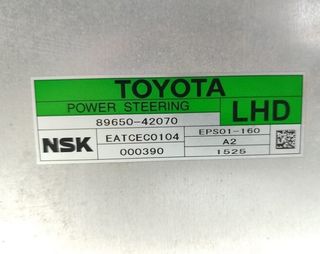 TOYOTA
POWER STEERING
LHD
89650-42070
NSK
EATCEC0104
EPS01-160
A2
000390
1525